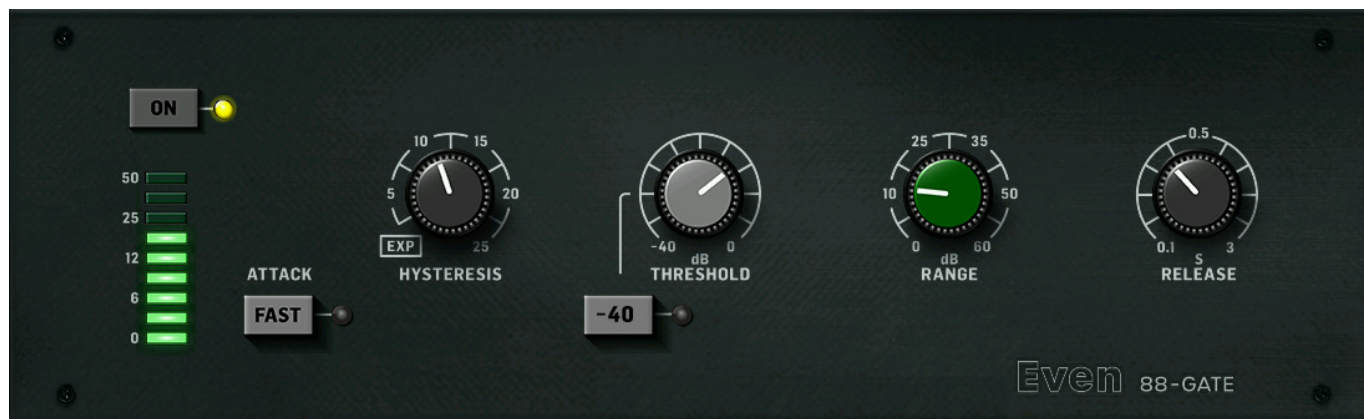 ON
50
25
12
6
0
ATTACK
FAST
10 15
5 20
EXP 25
HYSTERESIS
-40 0
dB
THRESHOLD
-40
25 35
10 50
0 60
dB
RANGE
0.5
0.1 3
S
RELEASE
Even 88-GATE